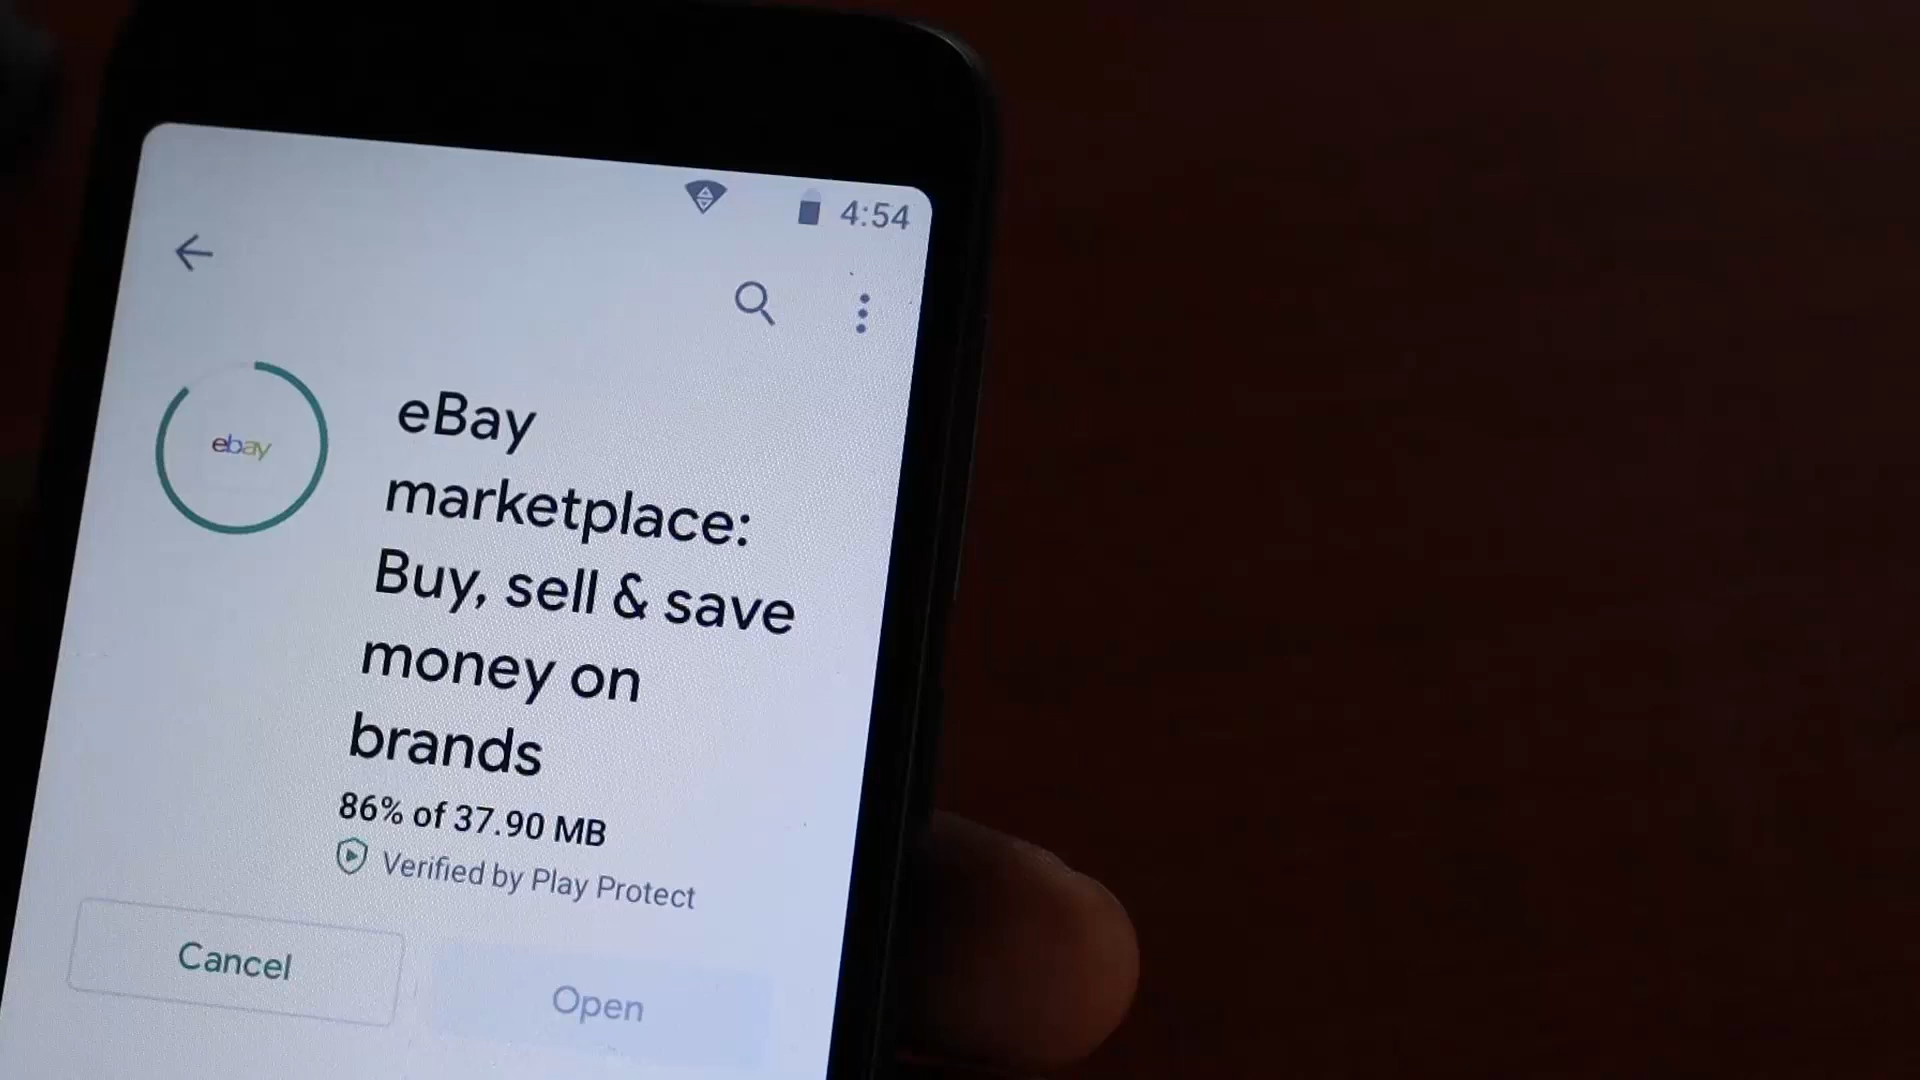 4:54
ebay
eBay
marketplace:
Buy, sell & save
money on
brands
86% of 37.90 MB
Verified by Play Protect
Cancel
Open